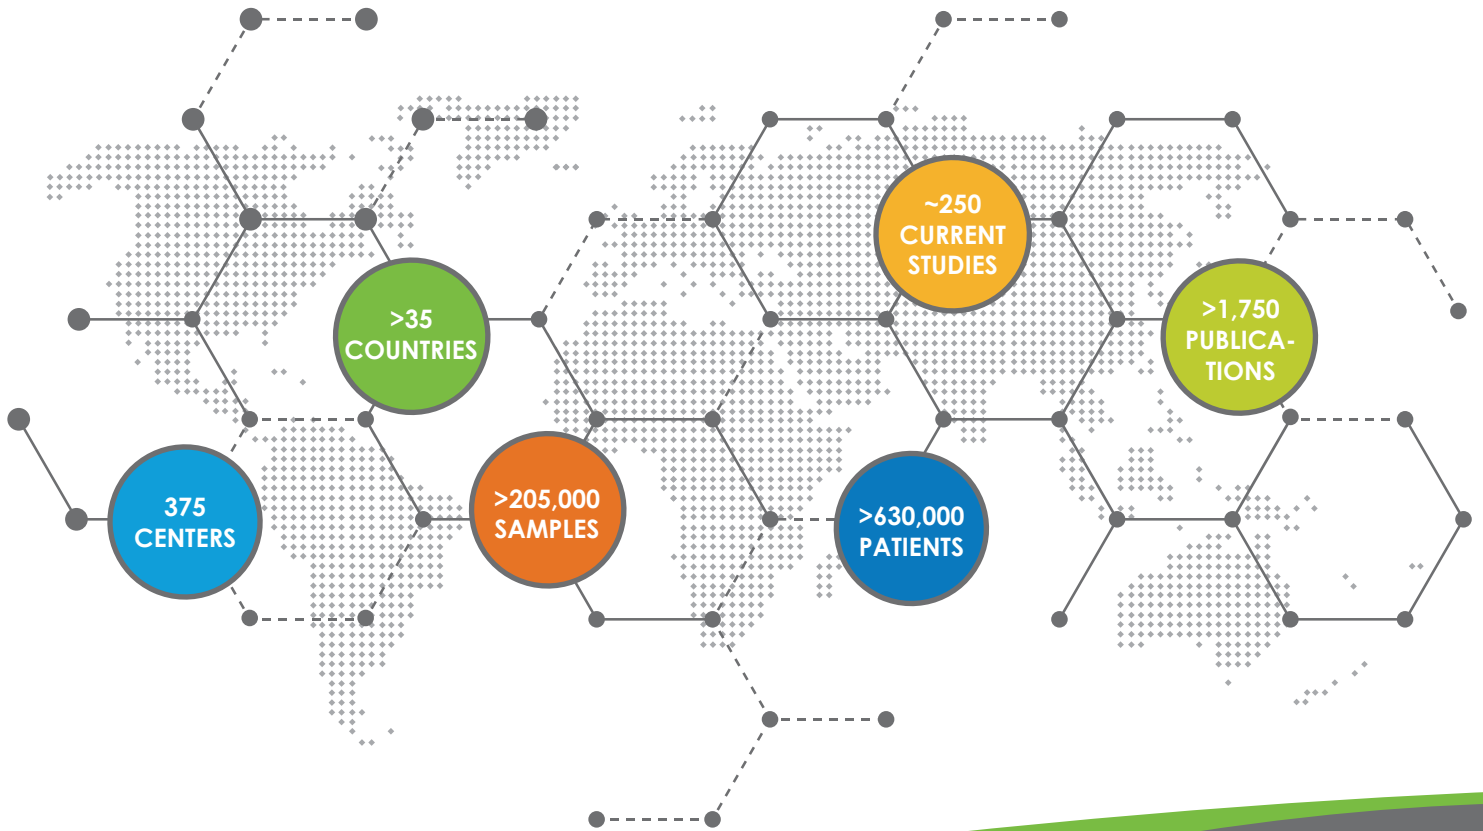 ~250
CURRENT
STUDIES
>35
COUNTRIES
>1,750
PUBLICA-
TIONS
375
CENTERS
>205,000
SAMPLES
>630,000
PATIENTS